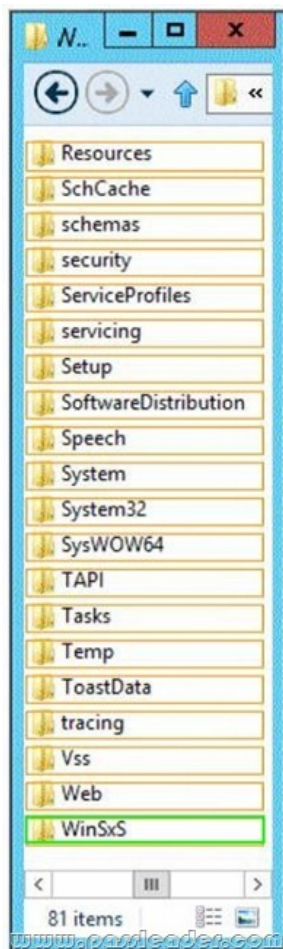 N...
«
Resources
SchCache
schemas
security
ServiceProfiles
servicing
Setup
SoftwareDistribution
Speech
System
System32
SysWOW64
TAPI
Tasks
Temp
ToastData
tracing
Vss
Web
WinSxS
81 items
www.passleader.com